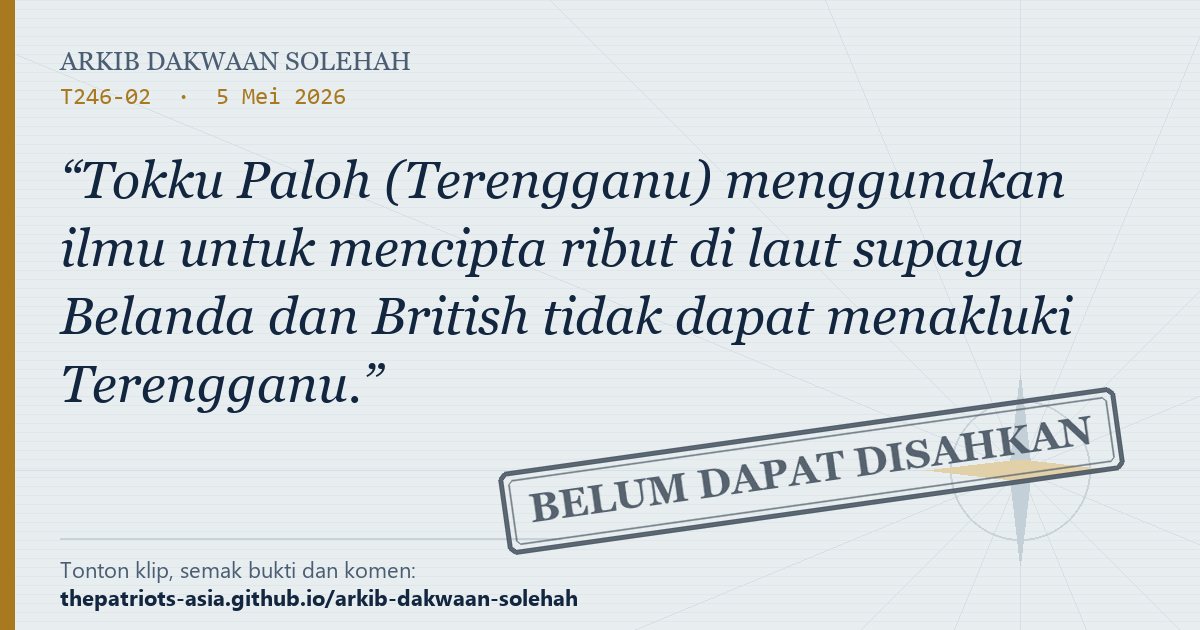 ARKIB DAKWAAN SOLEHAH
T246-02 · 5 Mei 2026
“Tokku Paloh (Terengganu) menggunakan
ilmu untuk mencipta ribut di laut supaya
Belanda dan British tidak dapat menakluki
Terengganu.”
BELUM DAPAT DISAHKAN
Tonton klip, semak bukti dan komen:
thepatriots-asia.github.io/arkib-dakwaan-solehah